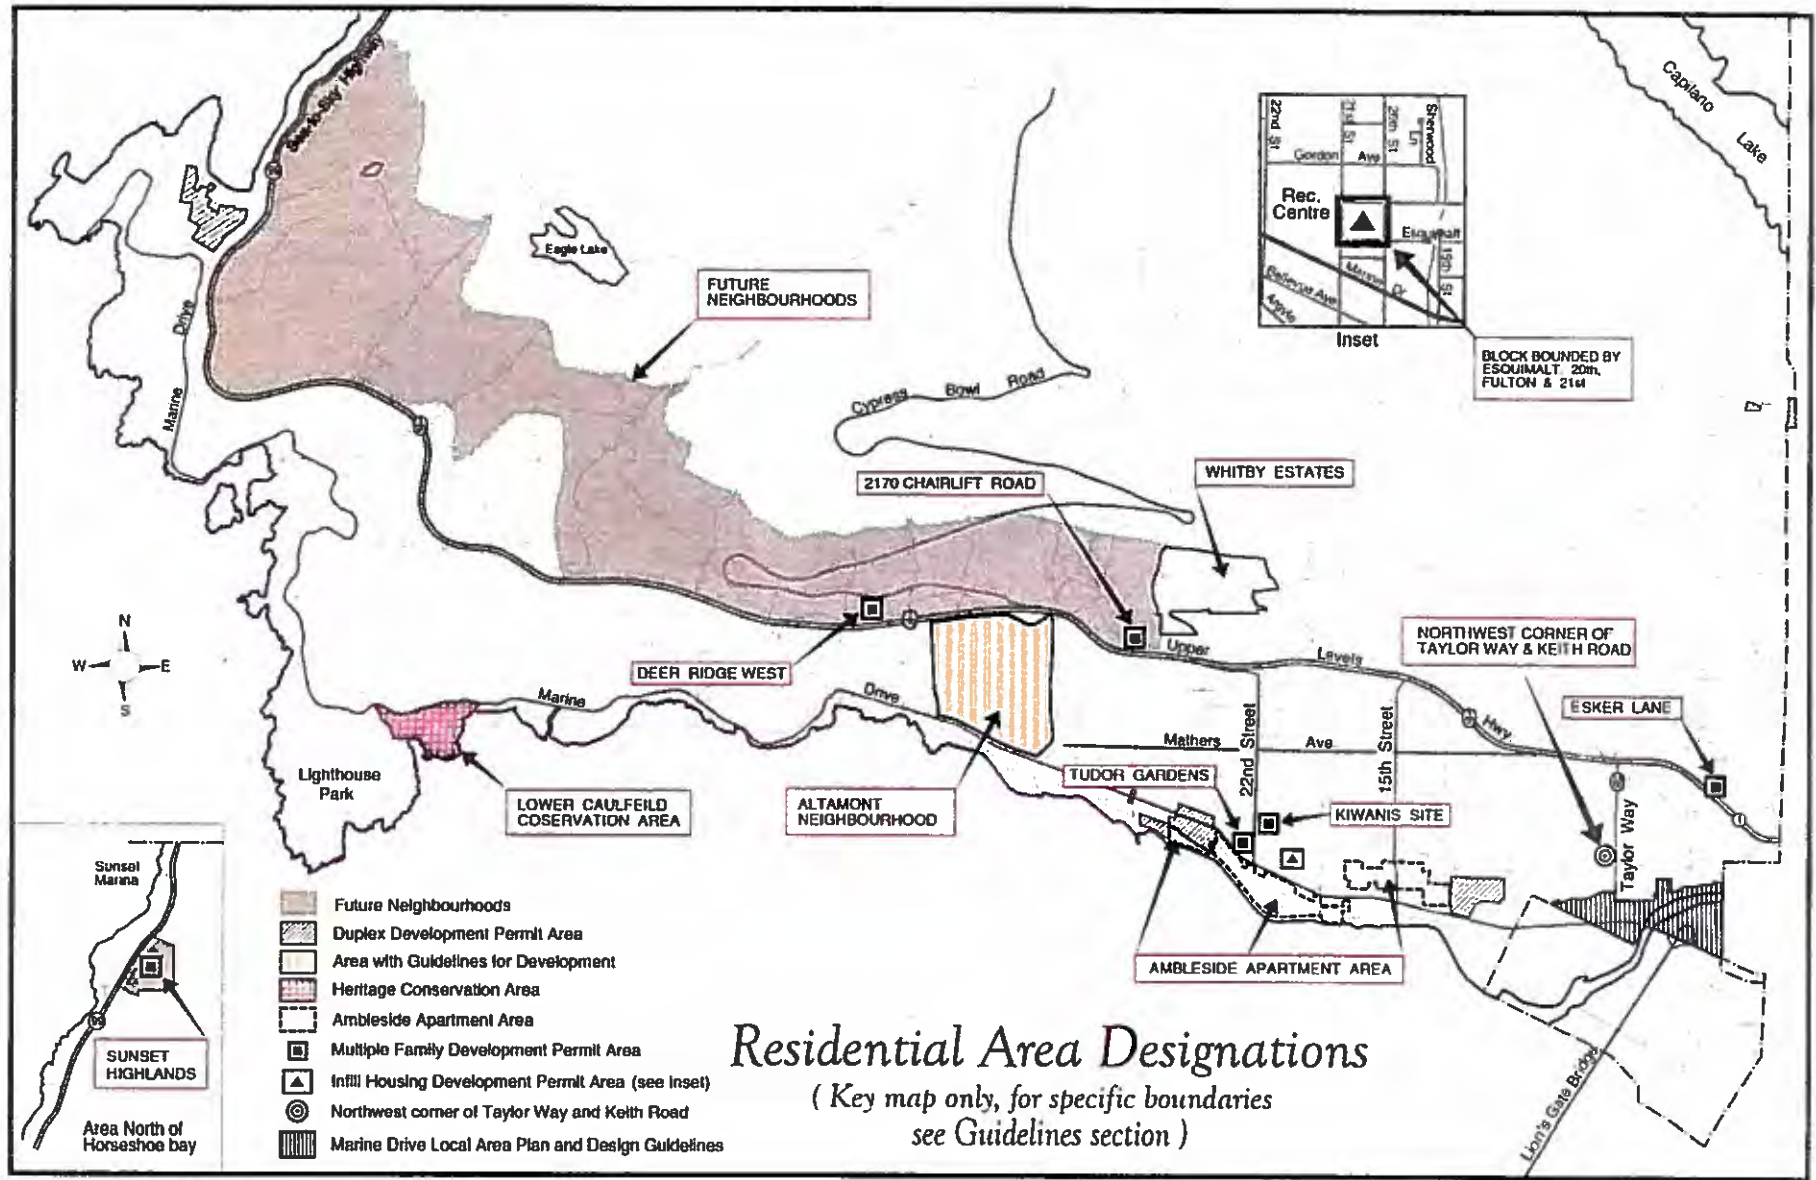 Sea-to-Sky Highway
99
Capilano
Lake
22nd St
21st St
20th St
Sherwood
Ln
Gordon Ave
Rec.
Centre
Esquimalt
19th St
Marine Dr
Bellevue Ave
Argyle
Inset
BLOCK BOUNDED BY
ESQUIMALT, 20th,
FULTON & 21st
Eagle Lake
FUTURE
NEIGHBOURHOODS
Marine Drive
Cypress Bowl Road
2170 CHAIRLIFT ROAD
WHITBY ESTATES
N
W E
S
DEER RIDGE WEST
Upper Levels Hwy
NORTHWEST CORNER OF
TAYLOR WAY & KEITH ROAD
ESKER LANE
Marine Drive
Mathers Ave
22nd Street
15th Street
Taylor Way
TUDOR GARDENS
KIWANIS SITE
Lighthouse
Park
LOWER CAULFEILD
COSERVATION AREA
ALTAMONT
NEIGHBOURHOOD
1
AMBLESIDE APARTMENT AREA
Sunset
Marina
99
SUNSET
HIGHLANDS
Area North of
Horseshoe bay
Future Neighbourhoods
Duplex Development Permit Area
Area with Guidelines for Development
Heritage Conservation Area
Ambleside Apartment Area
Multiple Family Development Permit Area
Infill Housing Development Permit Area (see inset)
Northwest corner of Taylor Way and Keith Road
Marine Drive Local Area Plan and Design Guidelines
Residential Area Designations
( Key map only, for specific boundaries
see Guidelines section )
Lion's Gate Bridge